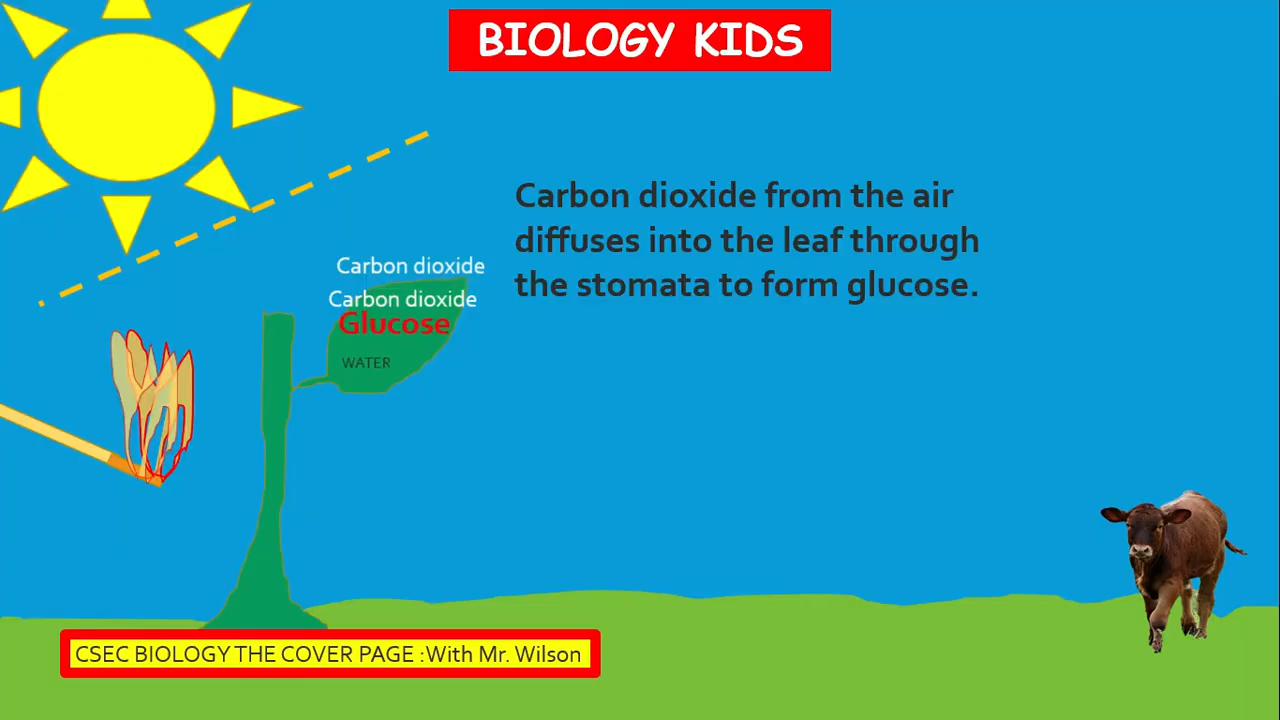 BIOLOGY KIDS
Carbon dioxide from the air
diffuses into the leaf through
the stomata to form glucose.
Carbon dioxide
Carbon dioxide
Glucose
WATER
CSEC BIOLOGY THE COVER PAGE :With Mr. Wilson